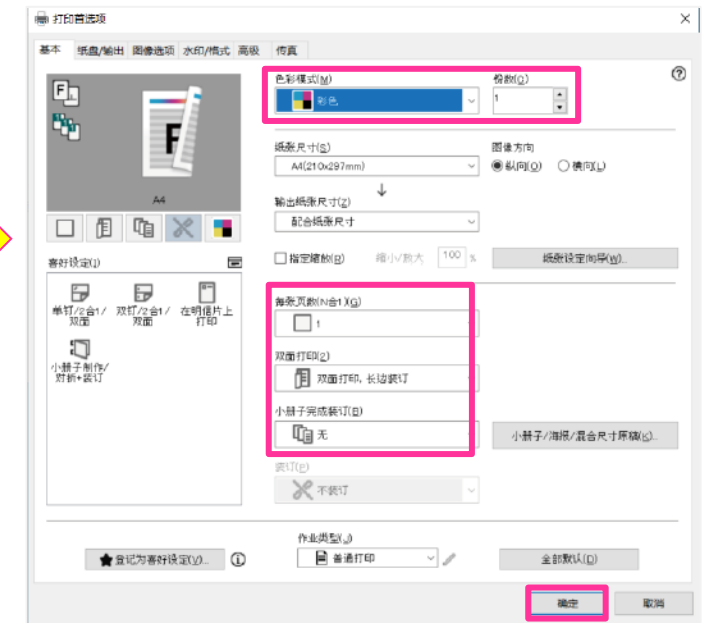 打印首选项
基本 纸盘/输出 图像选项 水印/格式 高级 传真
色彩模式(M)
彩色
份数(C)
1
纸张尺寸(S)
A4(210x297mm)
图像方向
纵向(O) 横向(L)
输出纸张尺寸(Z)
配合纸张尺寸
A4
指定缩放(R) 缩小/放大 100 %
纸张设定向导(W)...
喜好设定(1)
单钉/2合1/双面
双钉/2合1/双面
在明信片上打印
小册子制作/对折+装订
每张页数(N合1)(G)
1
双面打印(2)
双面打印, 长边装订
小册子完成装订(B)
无
小册子/海报/混合尺寸原稿(K)...
装订(P)
不装订
作业类型(J)
登记为喜好设定(V)...
普通打印
全部默认(D)
确定 取消